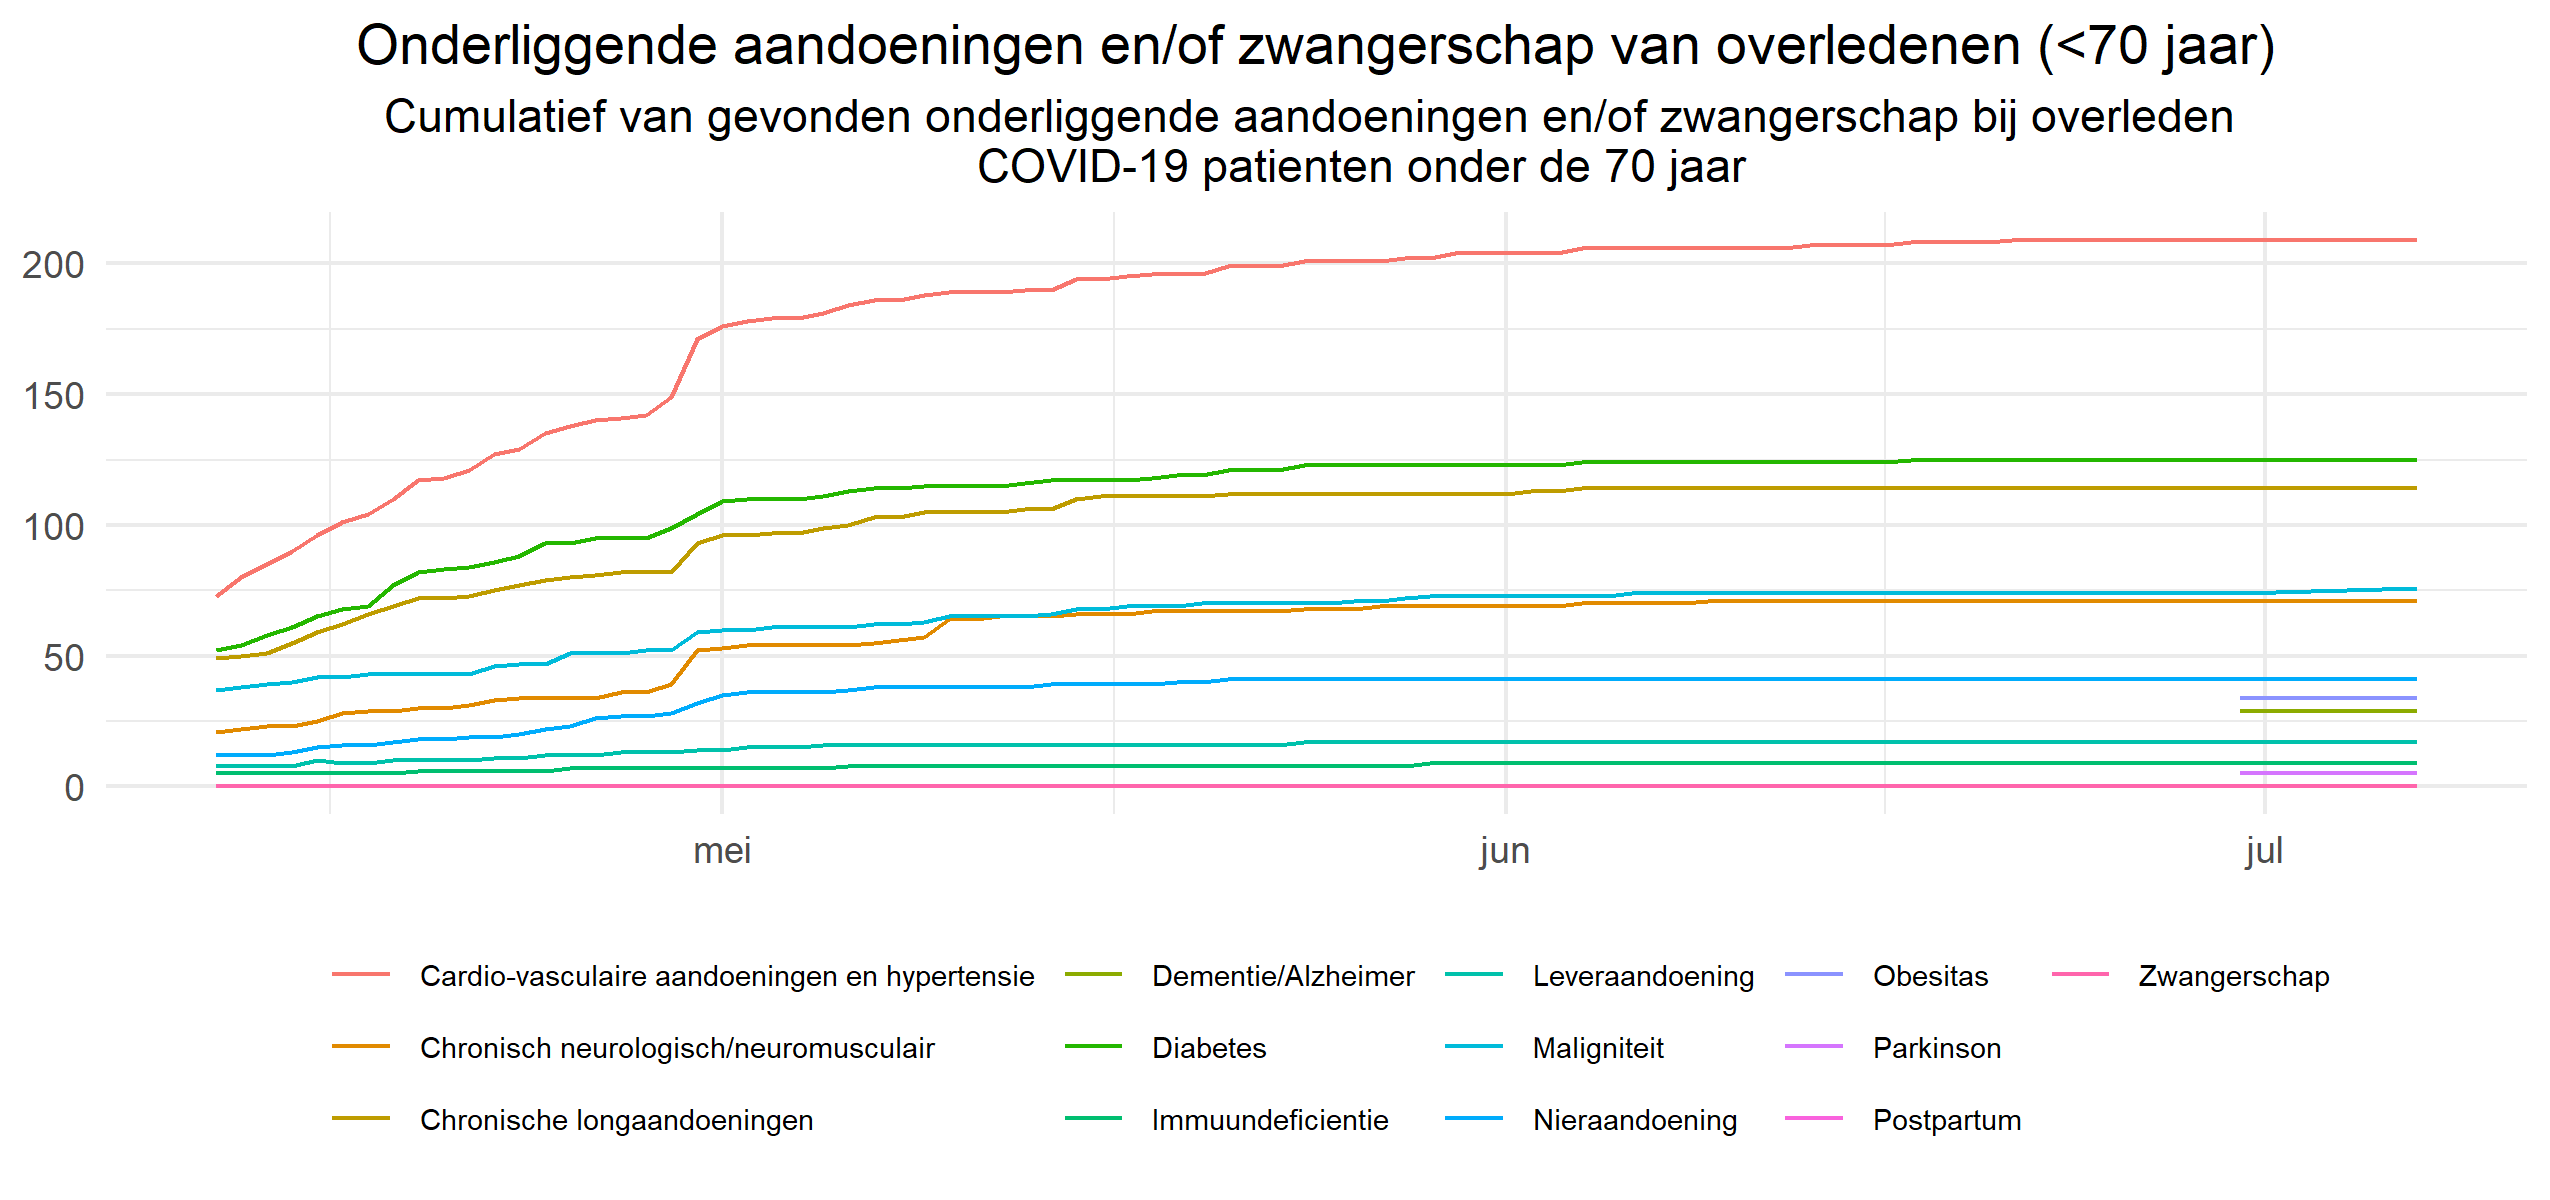 Onderliggende aandoeningen en/of zwangerschap van overledenen (<70 jaar)
Cumulatief van gevonden onderliggende aandoeningen en/of zwangerschap bij overleden
COVID-19 patienten onder de 70 jaar
200
150
100
50
0
mei jun jul
Cardio-vasculaire aandoeningen en hypertensie Dementie/Alzheimer Leveraandoening Obesitas Zwangerschap
Chronisch neurologisch/neuromusculair Diabetes Maligniteit Parkinson
Chronische longaandoeningen Immuundeficientie Nieraandoening Postpartum